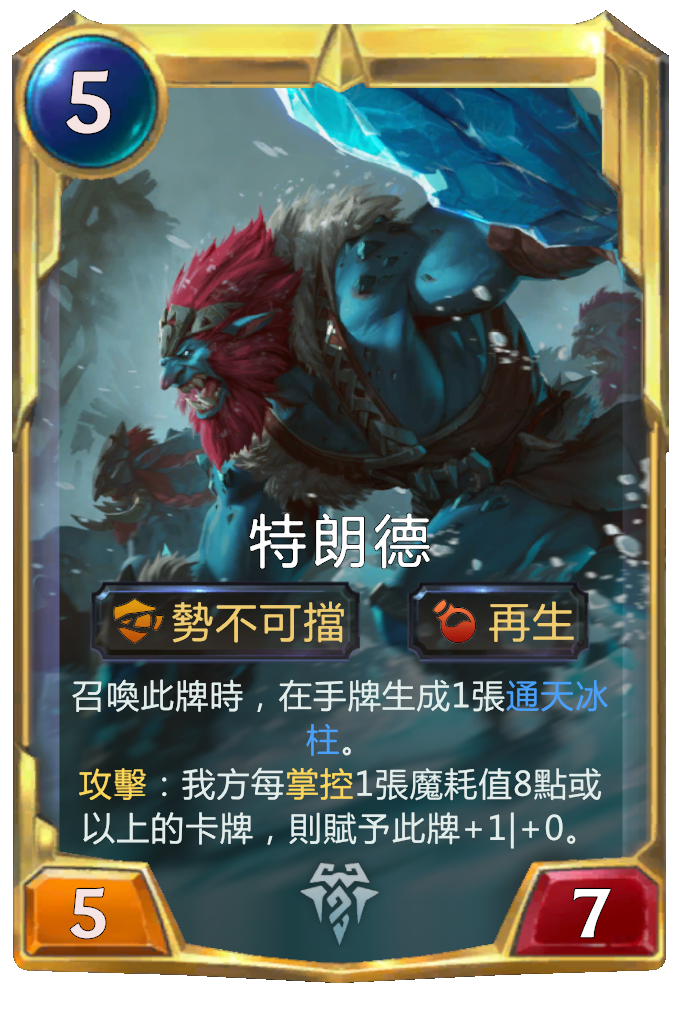 5
特朗德
勢不可擋 再生
召喚此牌時，在手牌生成1張通天冰
柱。
攻擊：我方每掌控1張魔耗值8點或
以上的卡牌，則賦予此牌+1|+0。
5 7